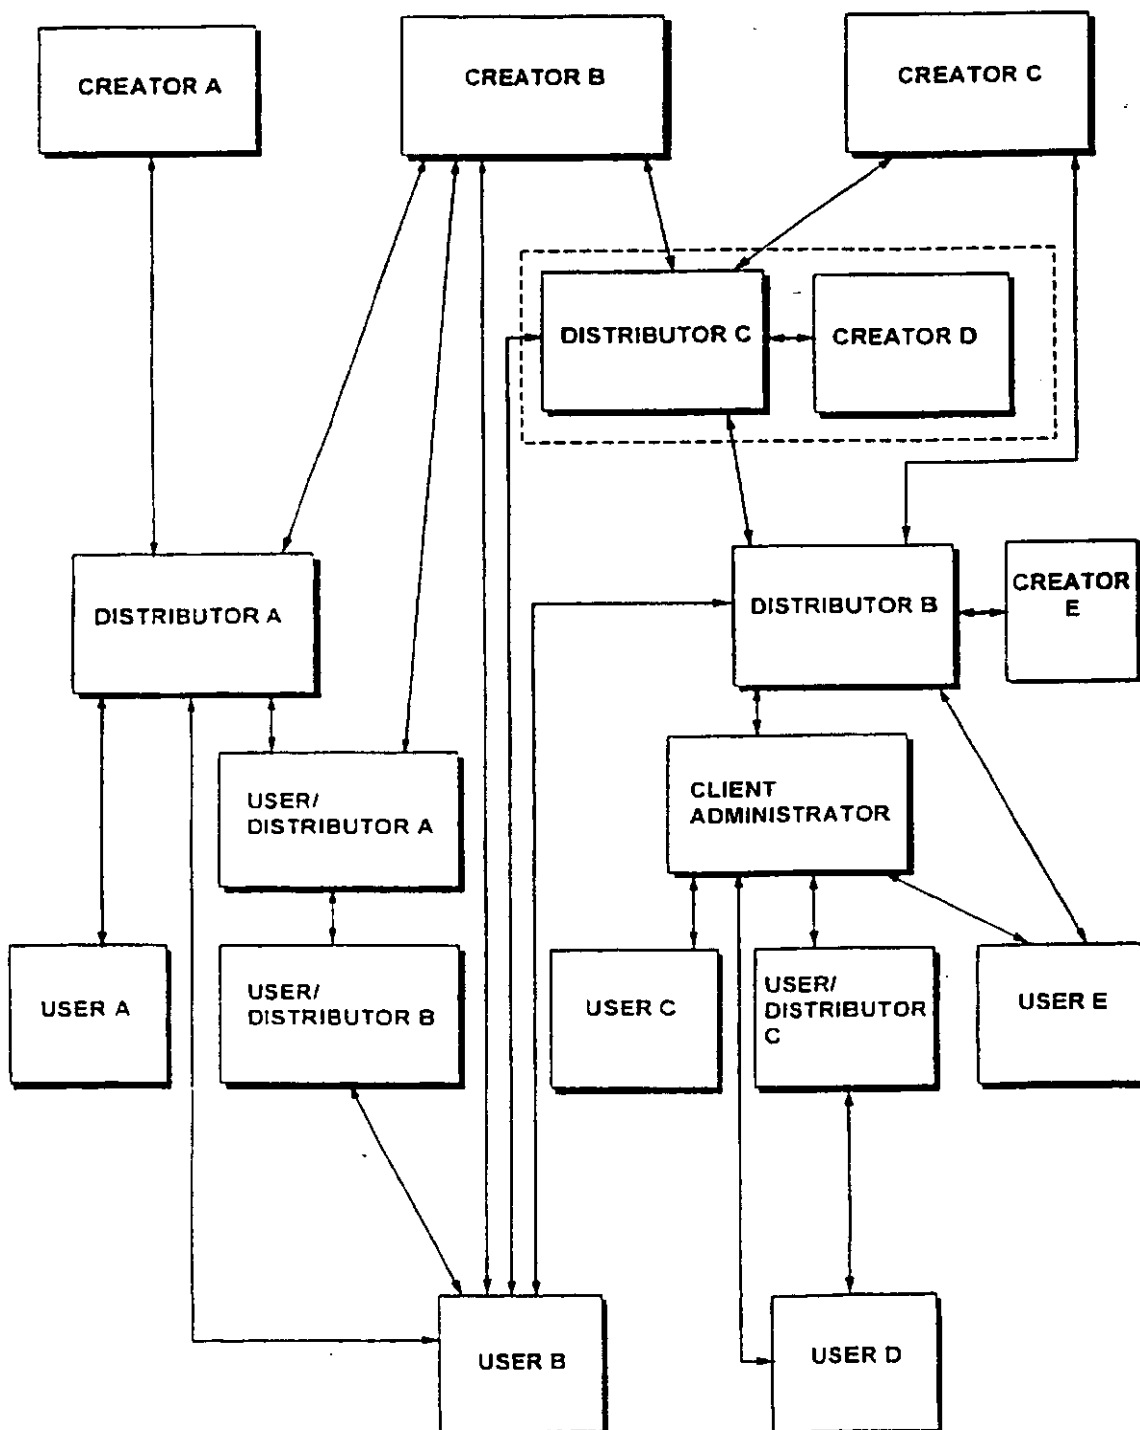 CREATOR A
CREATOR B
CREATOR C
DISTRIBUTOR C
CREATOR D
DISTRIBUTOR A
DISTRIBUTOR B
CREATOR
E
USER/
DISTRIBUTOR A
CLIENT
ADMINISTRATOR
USER A
USER/
DISTRIBUTOR B
USER C
USER/
DISTRIBUTOR
C
USER E
USER B
USER D